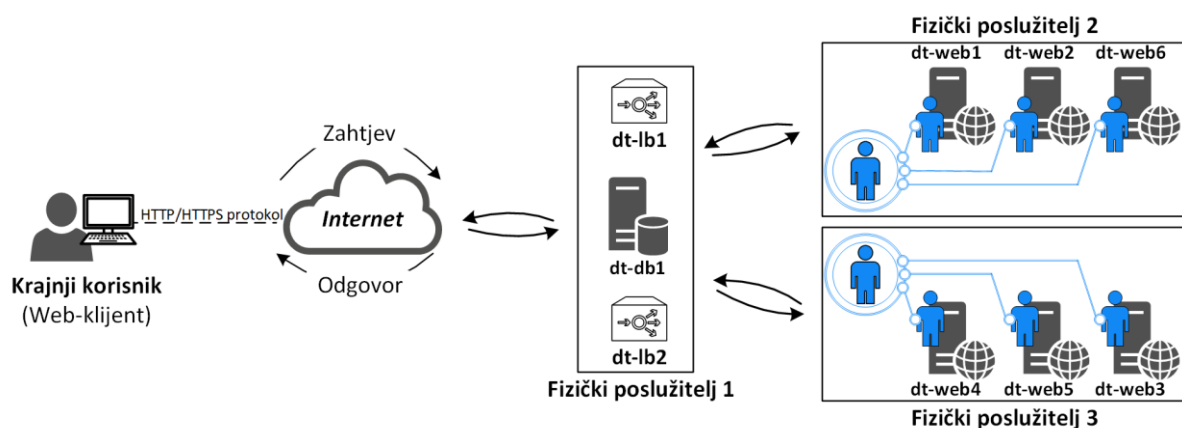 Krajnji korisnik
(Web-klijent)
HTTP/HTTPS protokol
Zahtjev
Internet
Odgovor
dt-lb1
dt-db1
dt-lb2
Fizički poslužitelj 1
Fizički poslužitelj 2
dt-web1 dt-web2 dt-web6
dt-web4 dt-web5 dt-web3
Fizički poslužitelj 3